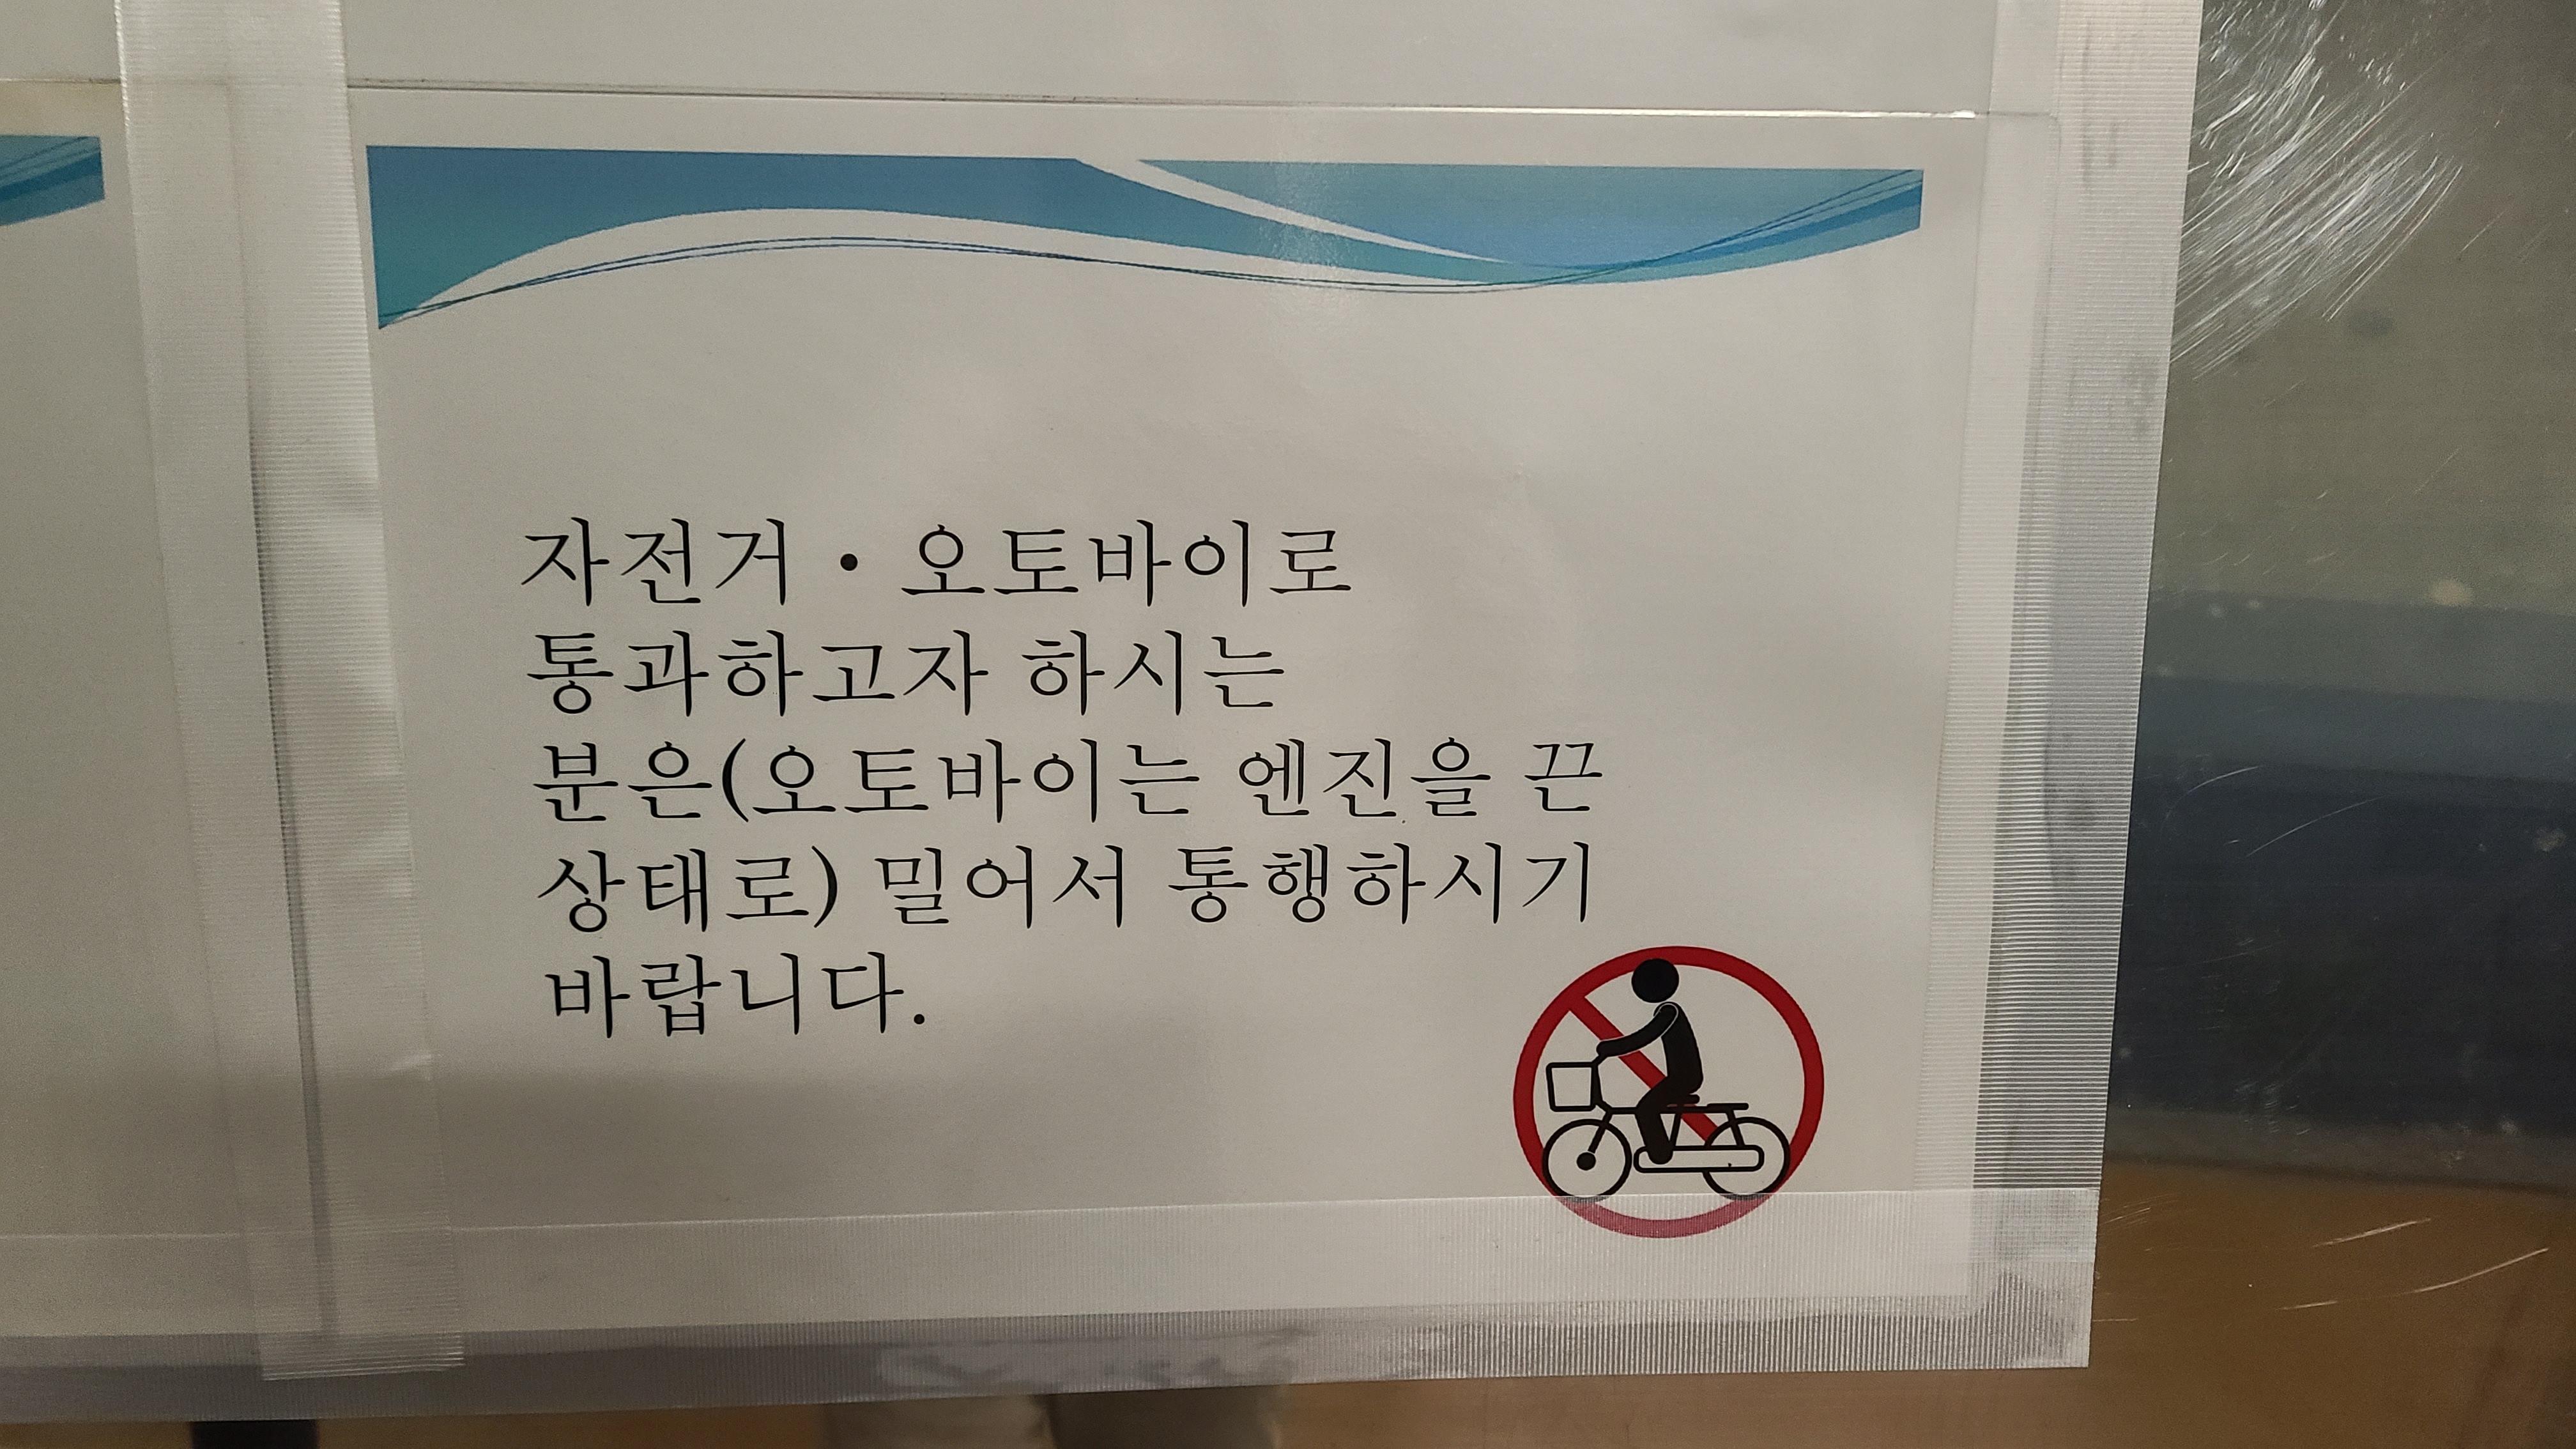 자전거・오토바이로
통과하고자 하시는
분은(오토바이는 엔진을 끈
상태로) 밀어서 통행하시기
바랍니다.